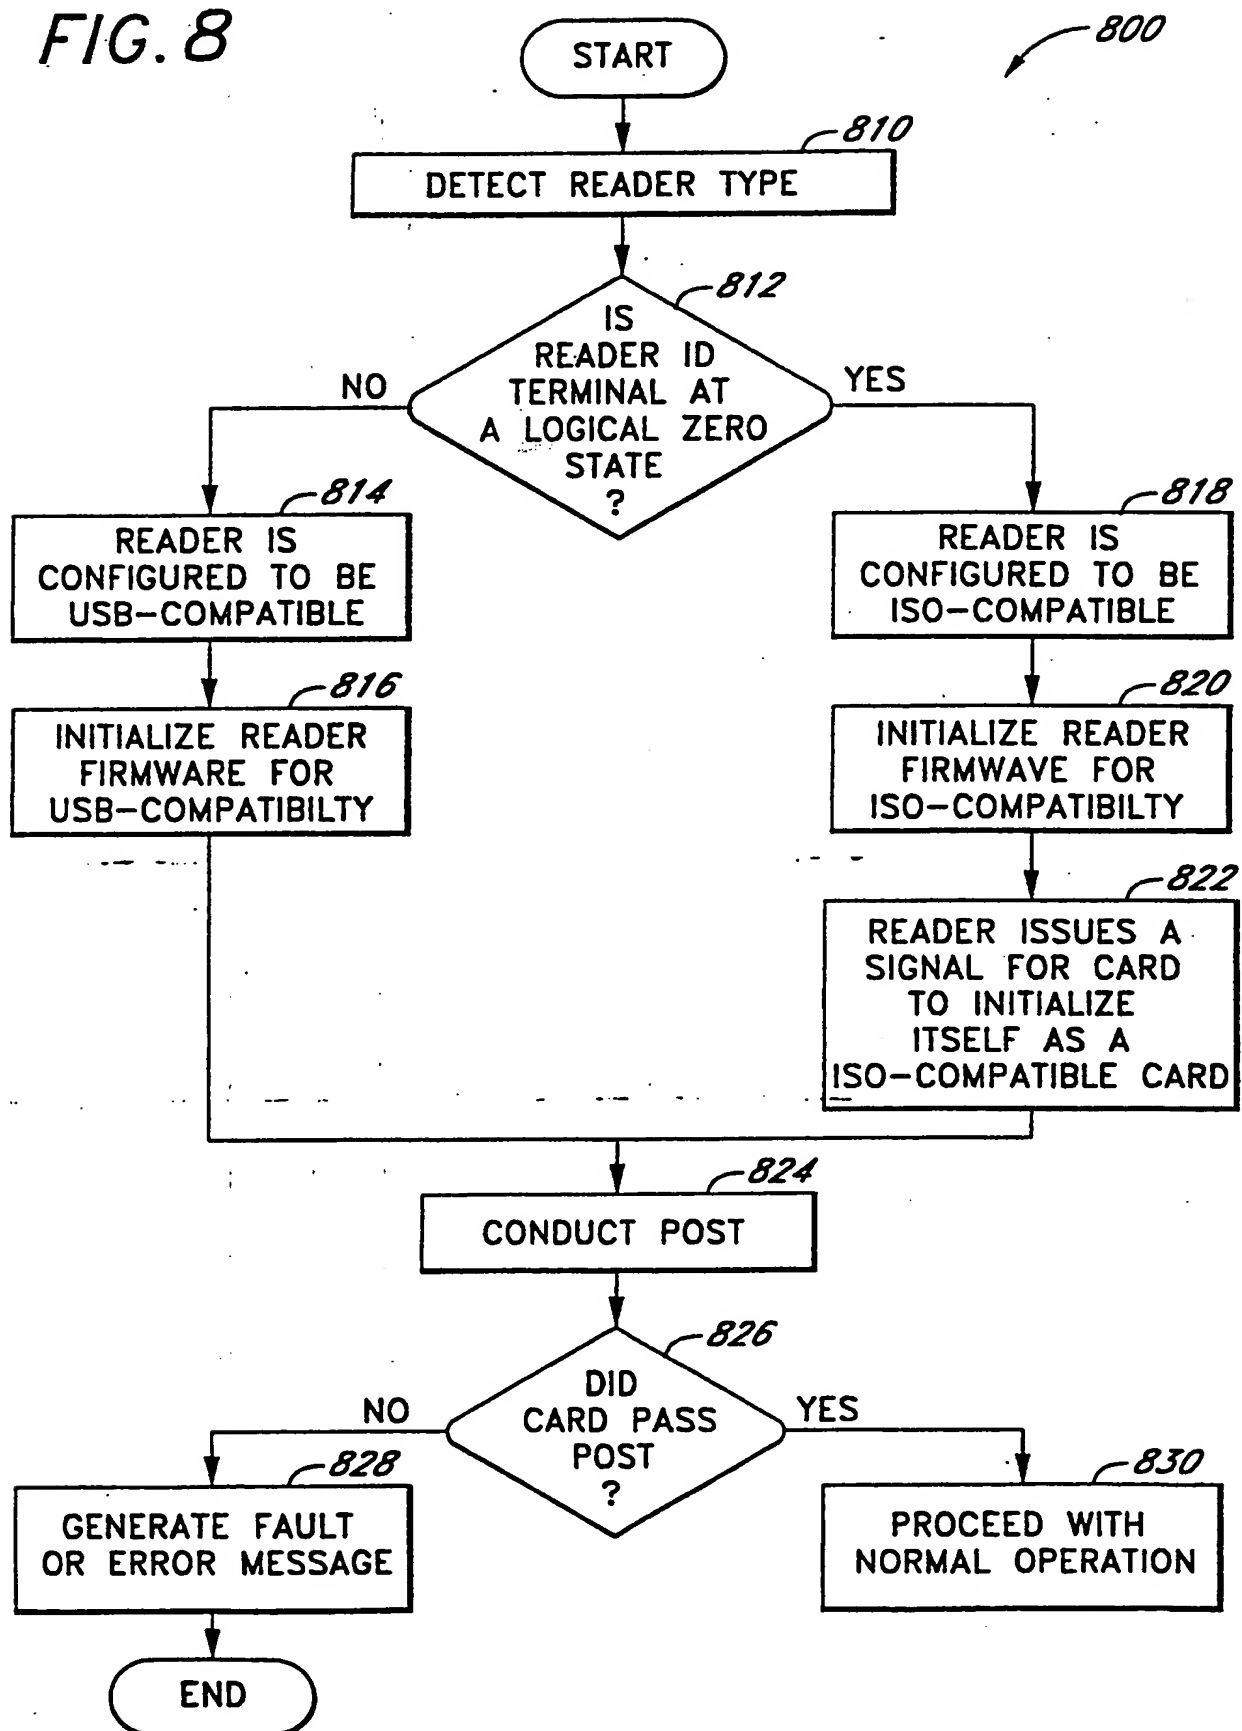 FIG. 8
800
START
810
DETECT READER TYPE
812
IS
READER ID
TERMINAL AT
A LOGICAL ZERO
STATE
?
NO
YES
814
READER IS
CONFIGURED TO BE
USB-COMPATIBLE
818
READER IS
CONFIGURED TO BE
ISO-COMPATIBLE
816
INITIALIZE READER
FIRMWARE FOR
USB-COMPATIBILTY
820
INITIALIZE READER
FIRMWAVE FOR
ISO-COMPATIBILTY
822
READER ISSUES A
SIGNAL FOR CARD
TO INITIALIZE
ITSELF AS A
ISO-COMPATIBLE CARD
824
CONDUCT POST
826
DID
CARD PASS
POST
?
NO
YES
828
GENERATE FAULT
OR ERROR MESSAGE
830
PROCEED WITH
NORMAL OPERATION
END